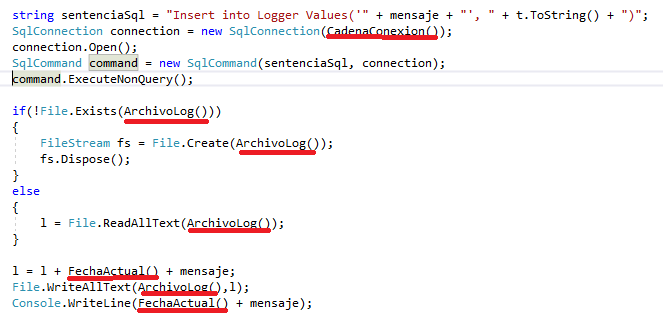 string sentenciaSql = "Insert into Logger Values('" + mensaje + "', " + t.ToString() + ")";
SqlConnection connection = new SqlConnection(CadenaConexion());
connection.Open();
SqlCommand command = new SqlCommand(sentenciaSql, connection);
command.ExecuteNonQuery();
if(!File.Exists(ArchivoLog()))
{
FileStream fs = File.Create(ArchivoLog());
fs.Dispose();
}
else
{
l = File.ReadAllText(ArchivoLog());
}
l = l + FechaActual() + mensaje;
File.WriteAllText(ArchivoLog(),l);
Console.WriteLine(FechaActual() + mensaje);